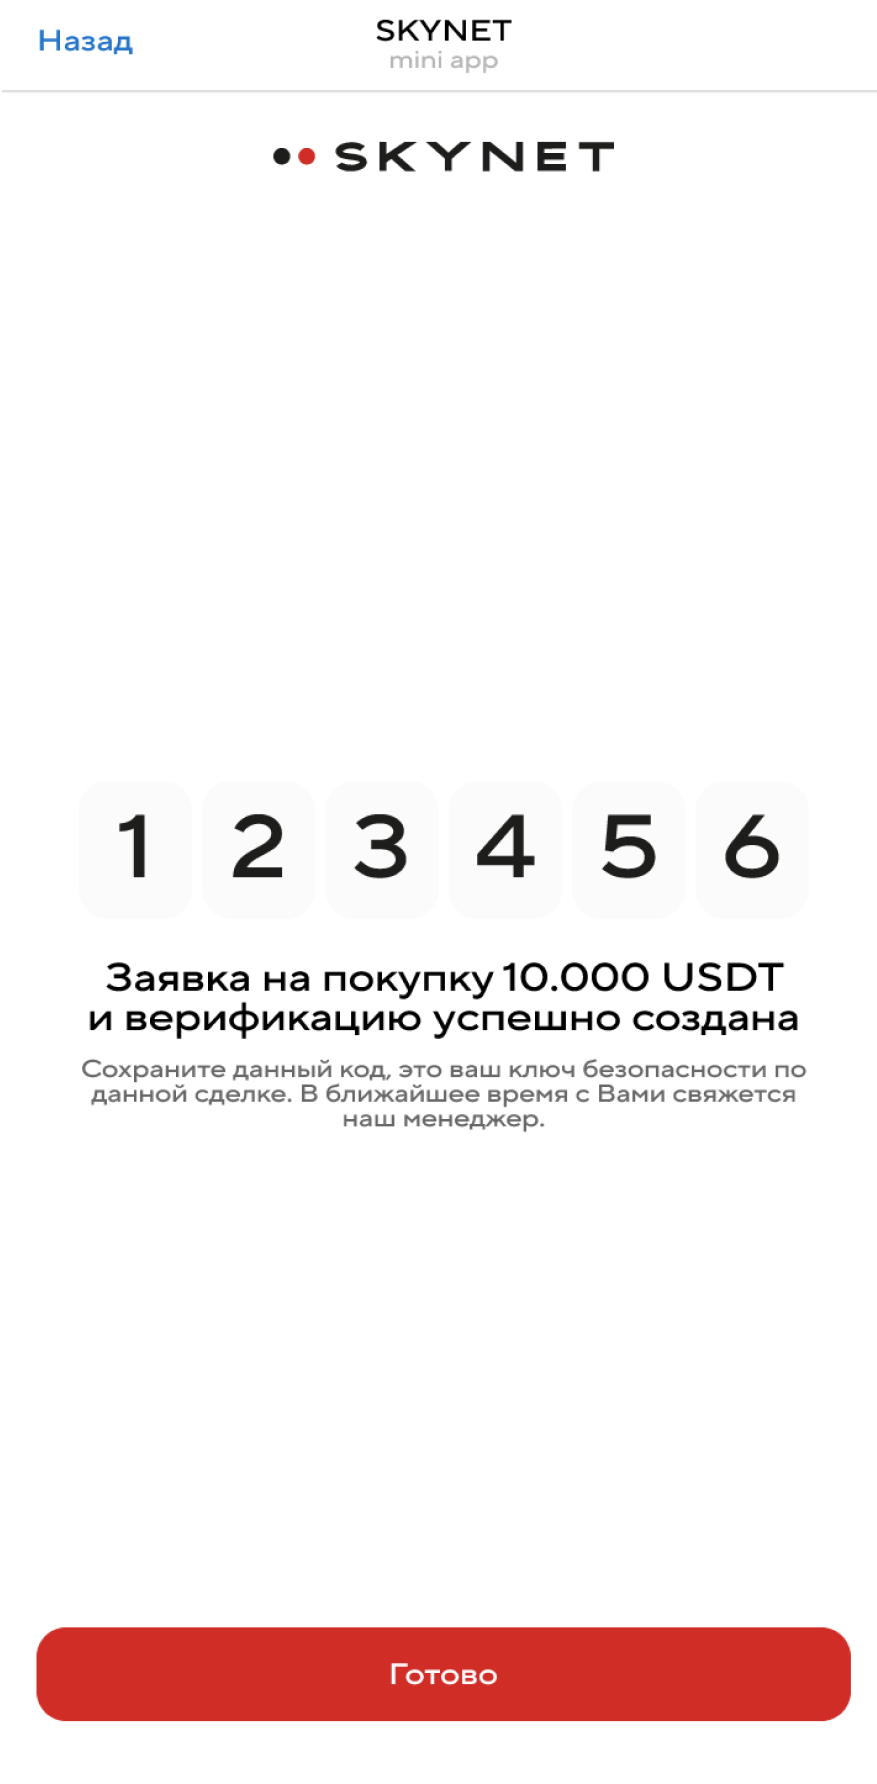 Назад
SKYNET
mini app
SKYNET
1 2 3 4 5 6
Заявка на покупку 10.000 USDT
и верификацию успешно создана
Сохраните данный код, это ваш ключ безопасности по
данной сделке. В ближайшее время с Вами свяжется
наш менеджер.
Готово